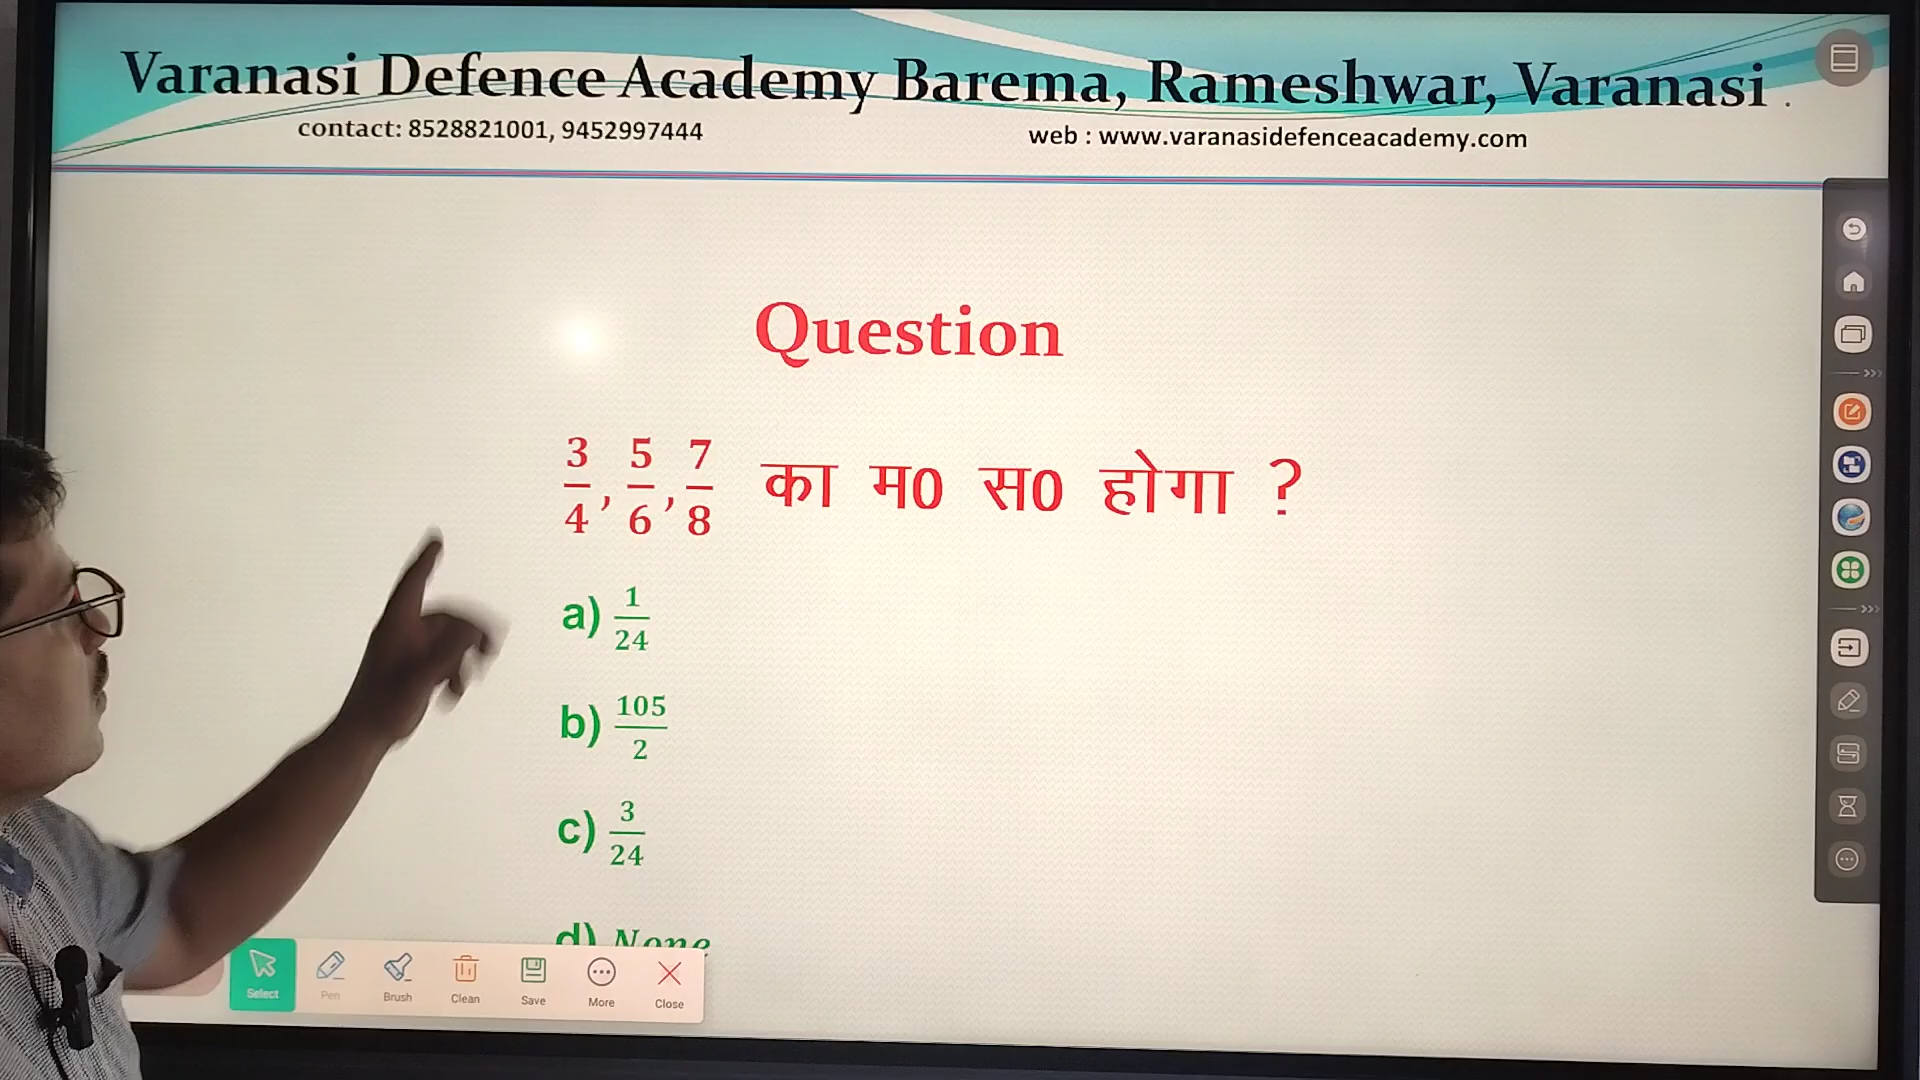 Varanasi Defence Academy Barema, Rameshwar, Varanasi .
contact: 8528821001, 9452997444
web : www.varanasidefenceacademy.com
Question
3/4, 5/6, 7/8 का म0 स0 होगा ?
a) 1/24
b) 105/2
c) 3/24
d) None
Select Pen Brush Clean Save More Close